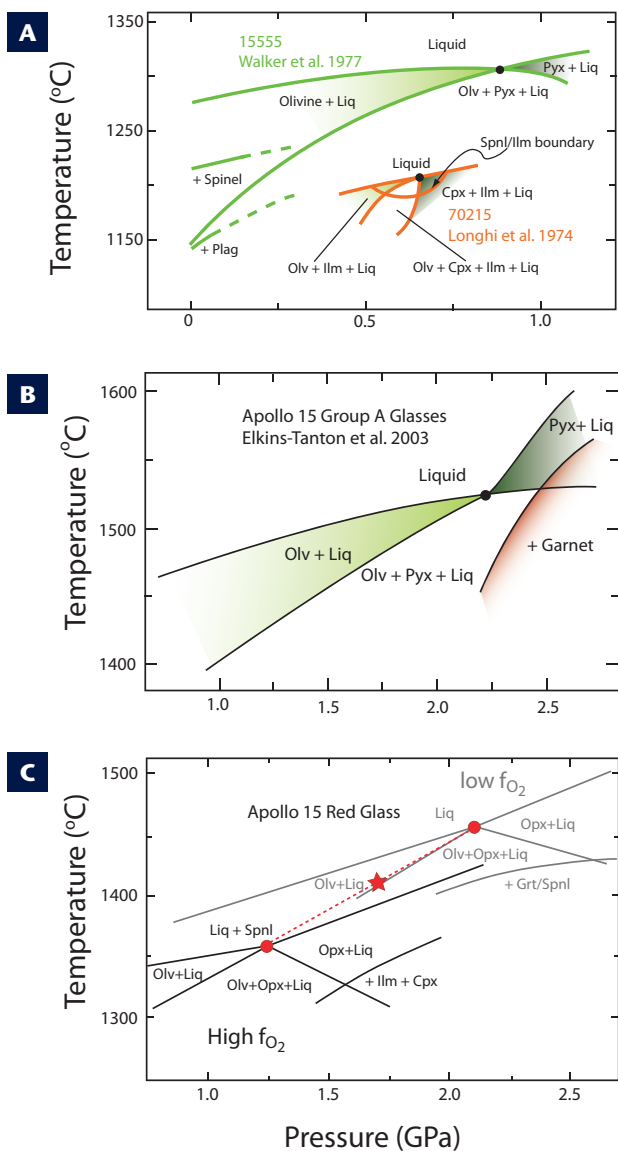 A
Temperature (ºC)
1350
1250
1150
15555
Walker et al. 1977
Liquid
Pyx + Liq
Olivine + Liq
Olv + Pyx + Liq
Spnl/Ilm boundary
Liquid
+ Spinel
Cpx + Ilm + Liq
70215
Longhi et al. 1974
+ Plag
Olv + Ilm + Liq
Olv + Cpx + Ilm + Liq
0
0.5
1.0
B
Temperature (ºC)
1600
1500
1400
Apollo 15 Group A Glasses
Elkins-Tanton et al. 2003
Pyx+ Liq
Liquid
+ Garnet
Olv + Liq
Olv + Pyx + Liq
1.0
1.5
2.0
2.5
C
Temperature (ºC)
1500
1400
1300
low fO2
Apollo 15 Red Glass
Liq
Opx+Liq
Olv+Opx+Liq
Olv+Liq
+ Grt/Spnl
Liq + Spnl
Opx+Liq
Olv+Liq
Olv+Opx+Liq
+ Ilm + Cpx
High fO2
1.0
1.5
2.0
2.5
Pressure (GPa)